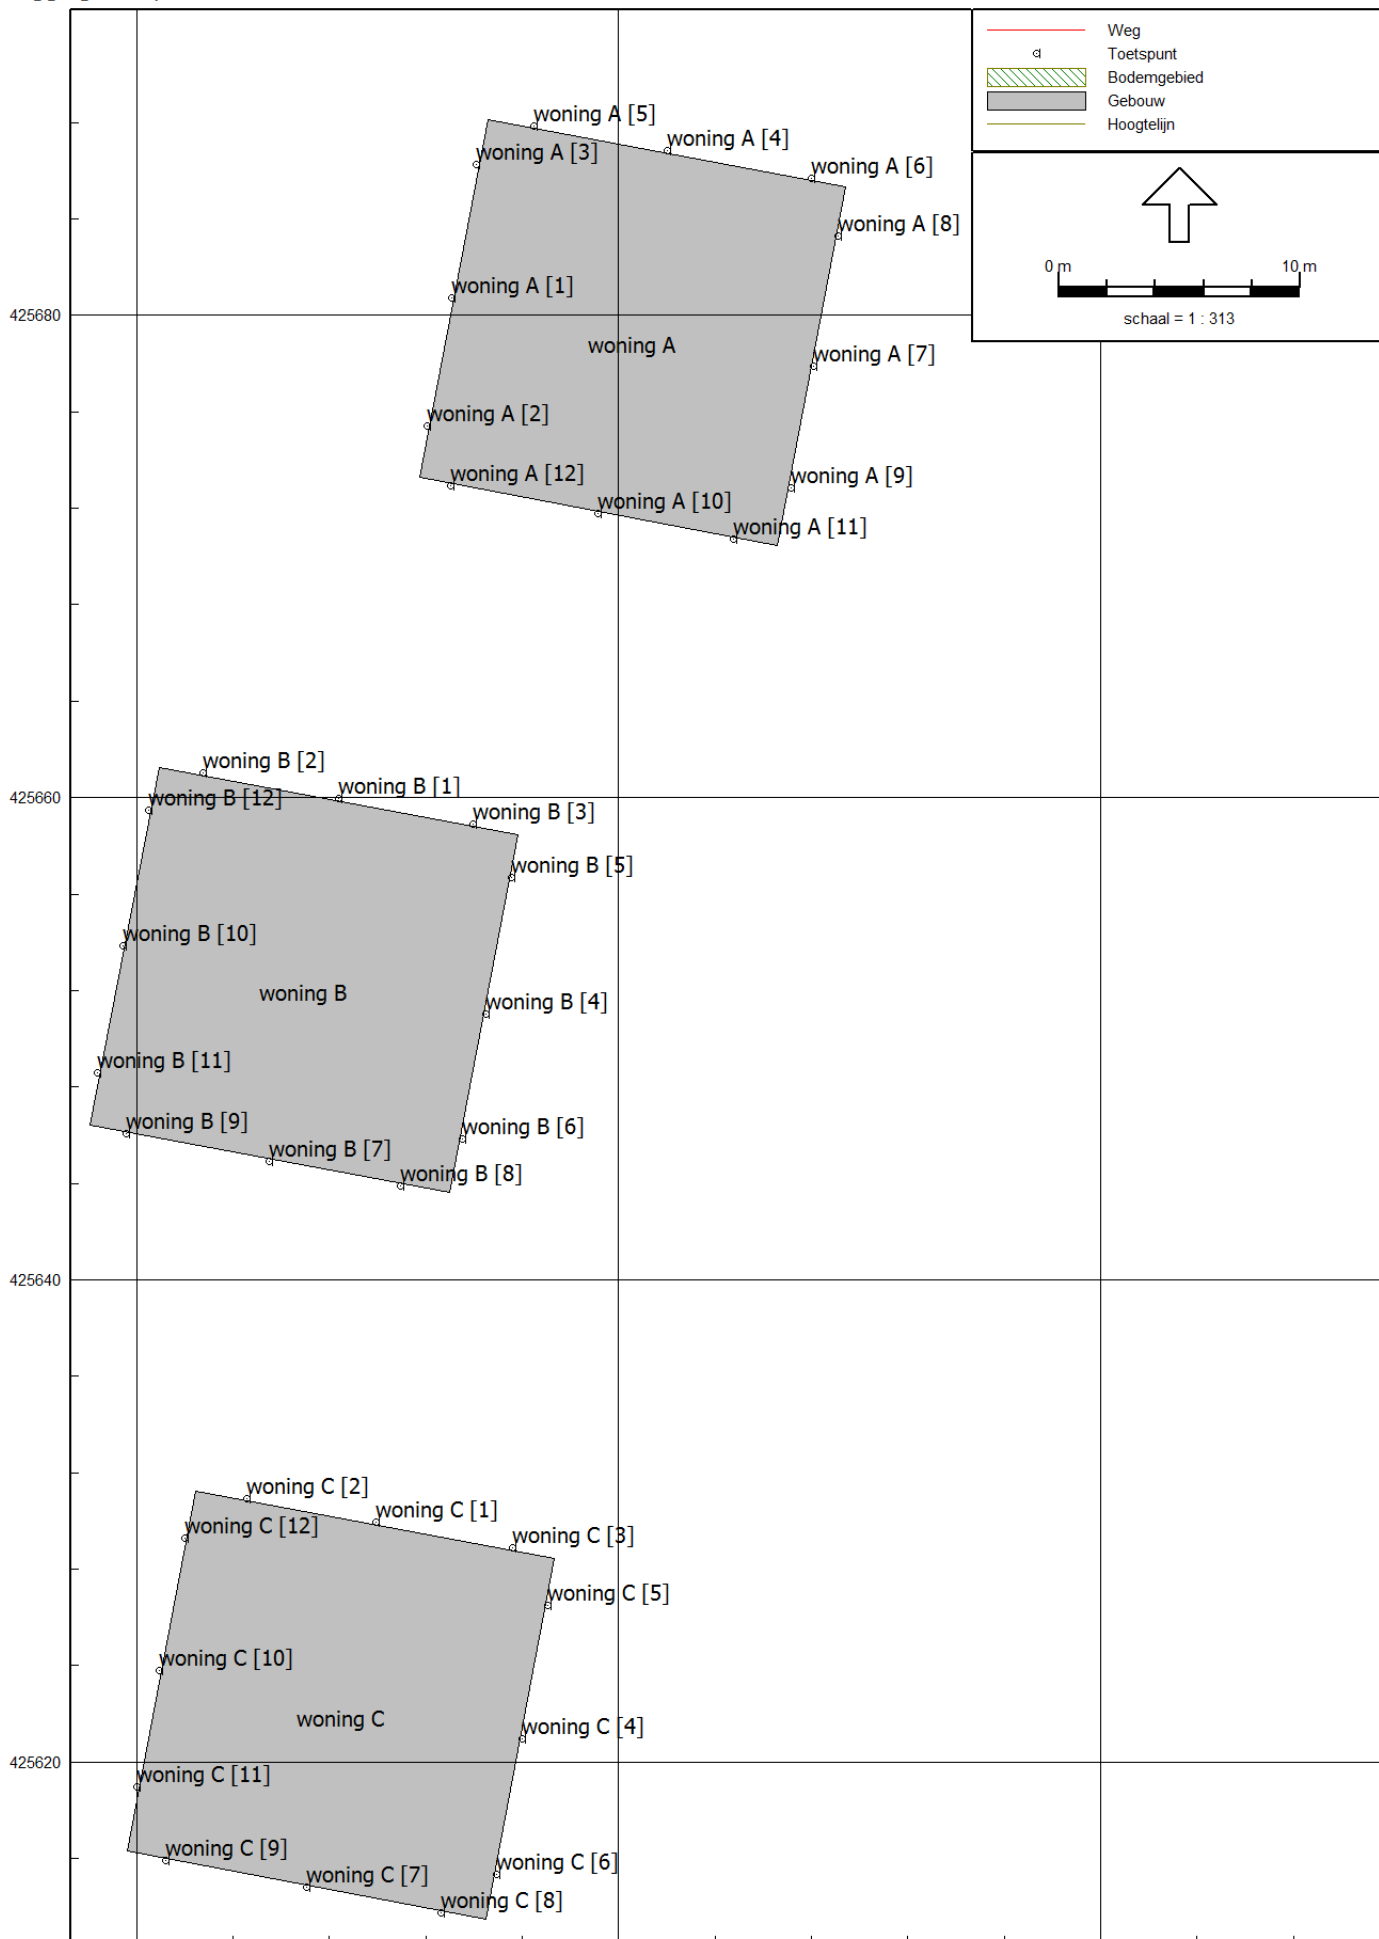 Weg
Toetspunt
Bodemgebied
Gebouw
Hoogtelijn
0 m 10 m
schaal = 1 : 313
woning A [5]
woning A [4]
woning A [3]
woning A [6]
woning A [8]
woning A [1]
425680
woning A
woning A [7]
woning A [2]
woning A [12]
woning A [9]
woning A [10]
woning A [11]
woning B [2]
woning B [1]
425660
woning B [12]
woning B [3]
woning B [5]
woning B [10]
woning B
woning B [4]
woning B [11]
woning B [9]
woning B [6]
woning B [7]
woning B [8]
425640
woning C [2]
woning C [1]
woning C [12]
woning C [3]
woning C [5]
woning C [10]
woning C
woning C [4]
425620
woning C [11]
woning C [9]
woning C [6]
woning C [7]
woning C [8]